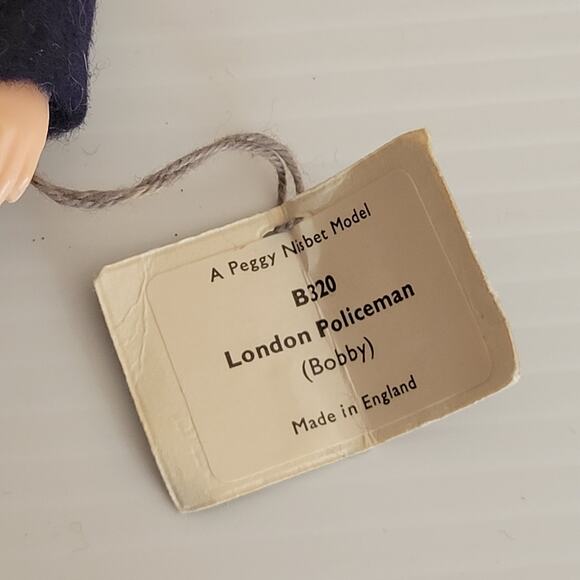 A Peggy Nisbet Model
B320
London Policeman
(Bobby)
Made in England